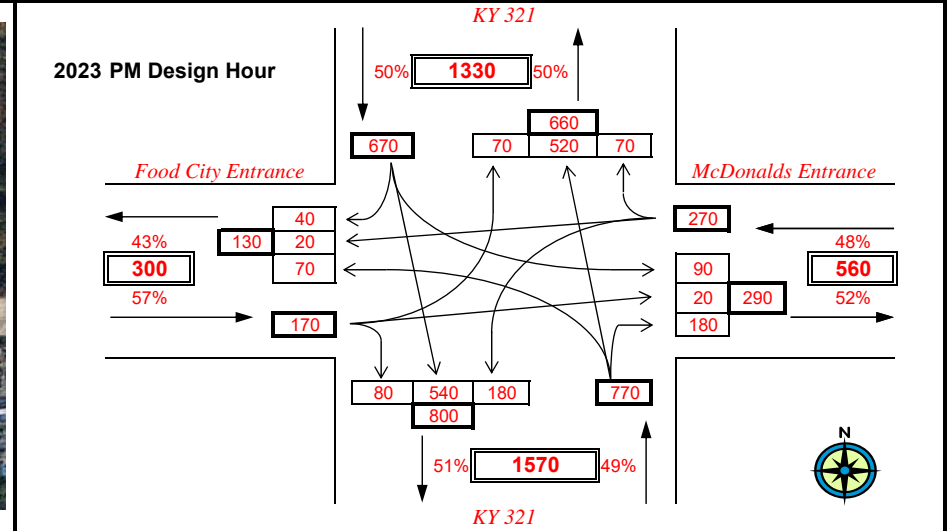 KY 321
2023 PM Design Hour
50% 1330 50%
660
670 70 520 70
Food City Entrance McDonalds Entrance
40 270
43% 130 20 48%
300 70 90 560
57% 20 290 52%
170 180
80 540 180 770
800
51% 1570 49%
N
KY 321